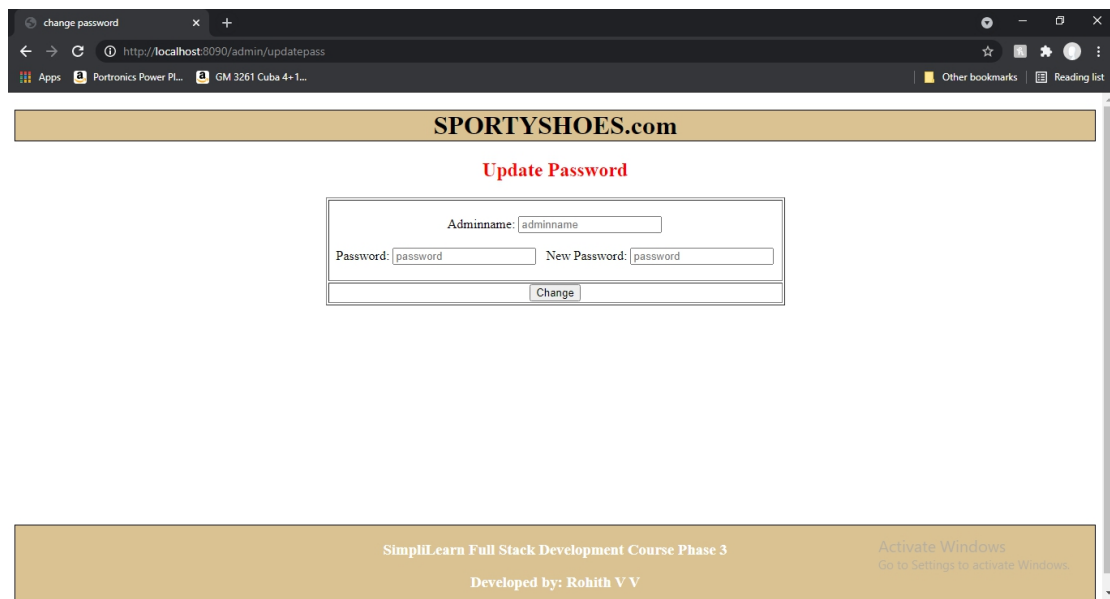 change password
http://localhost:8090/admin/updatepass
Apps Portronics Power Pl... GM 3261 Cuba 4+1... Other bookmarks Reading list
SPORTYSHOES.com
Update Password
Adminname: adminname
Password: password New Password: password
Change
SimpliLearn Full Stack Development Course Phase 3
Developed by: Rohith V V
Activate Windows
Go to Settings to activate Windows.